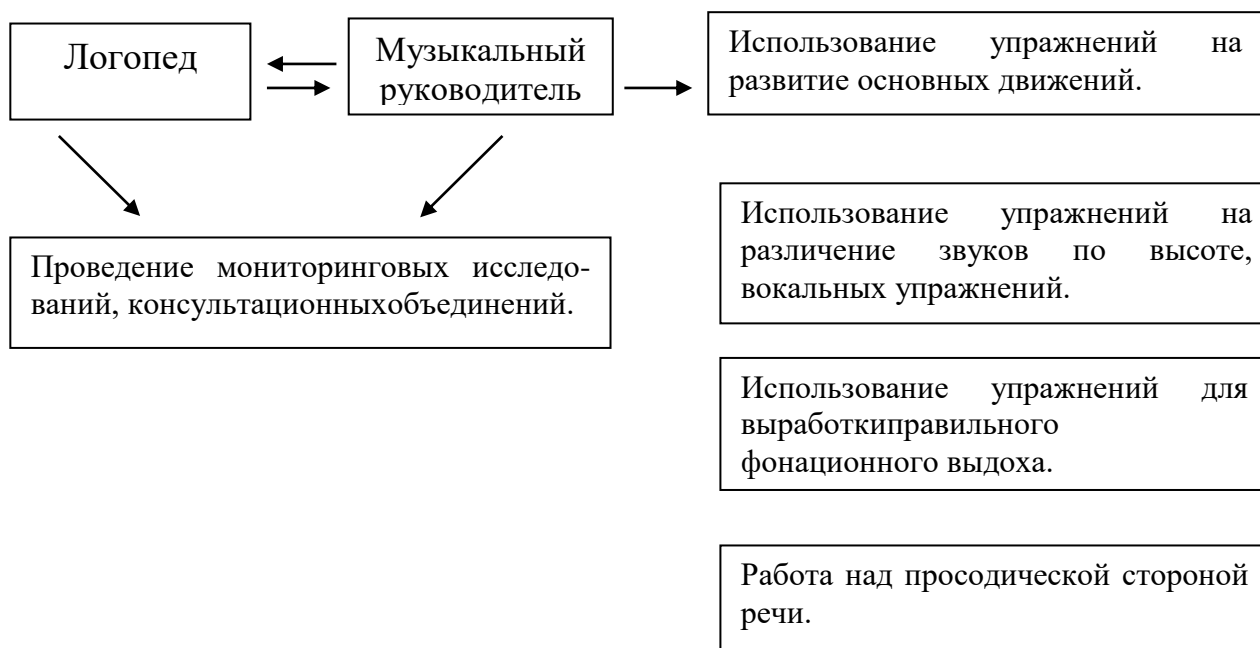 Логопед
Музыкальный
руководитель
Использование упражнений на
развитие основных движений.
Проведение мониторинговых исследо-
ваний, консультационныхобъединений.
Использование упражнений на
различение звуков по высоте,
вокальных упражнений.
Использование упражнений для
выработкиправильного
фонационного выдоха.
Работа над просодической стороной
речи.